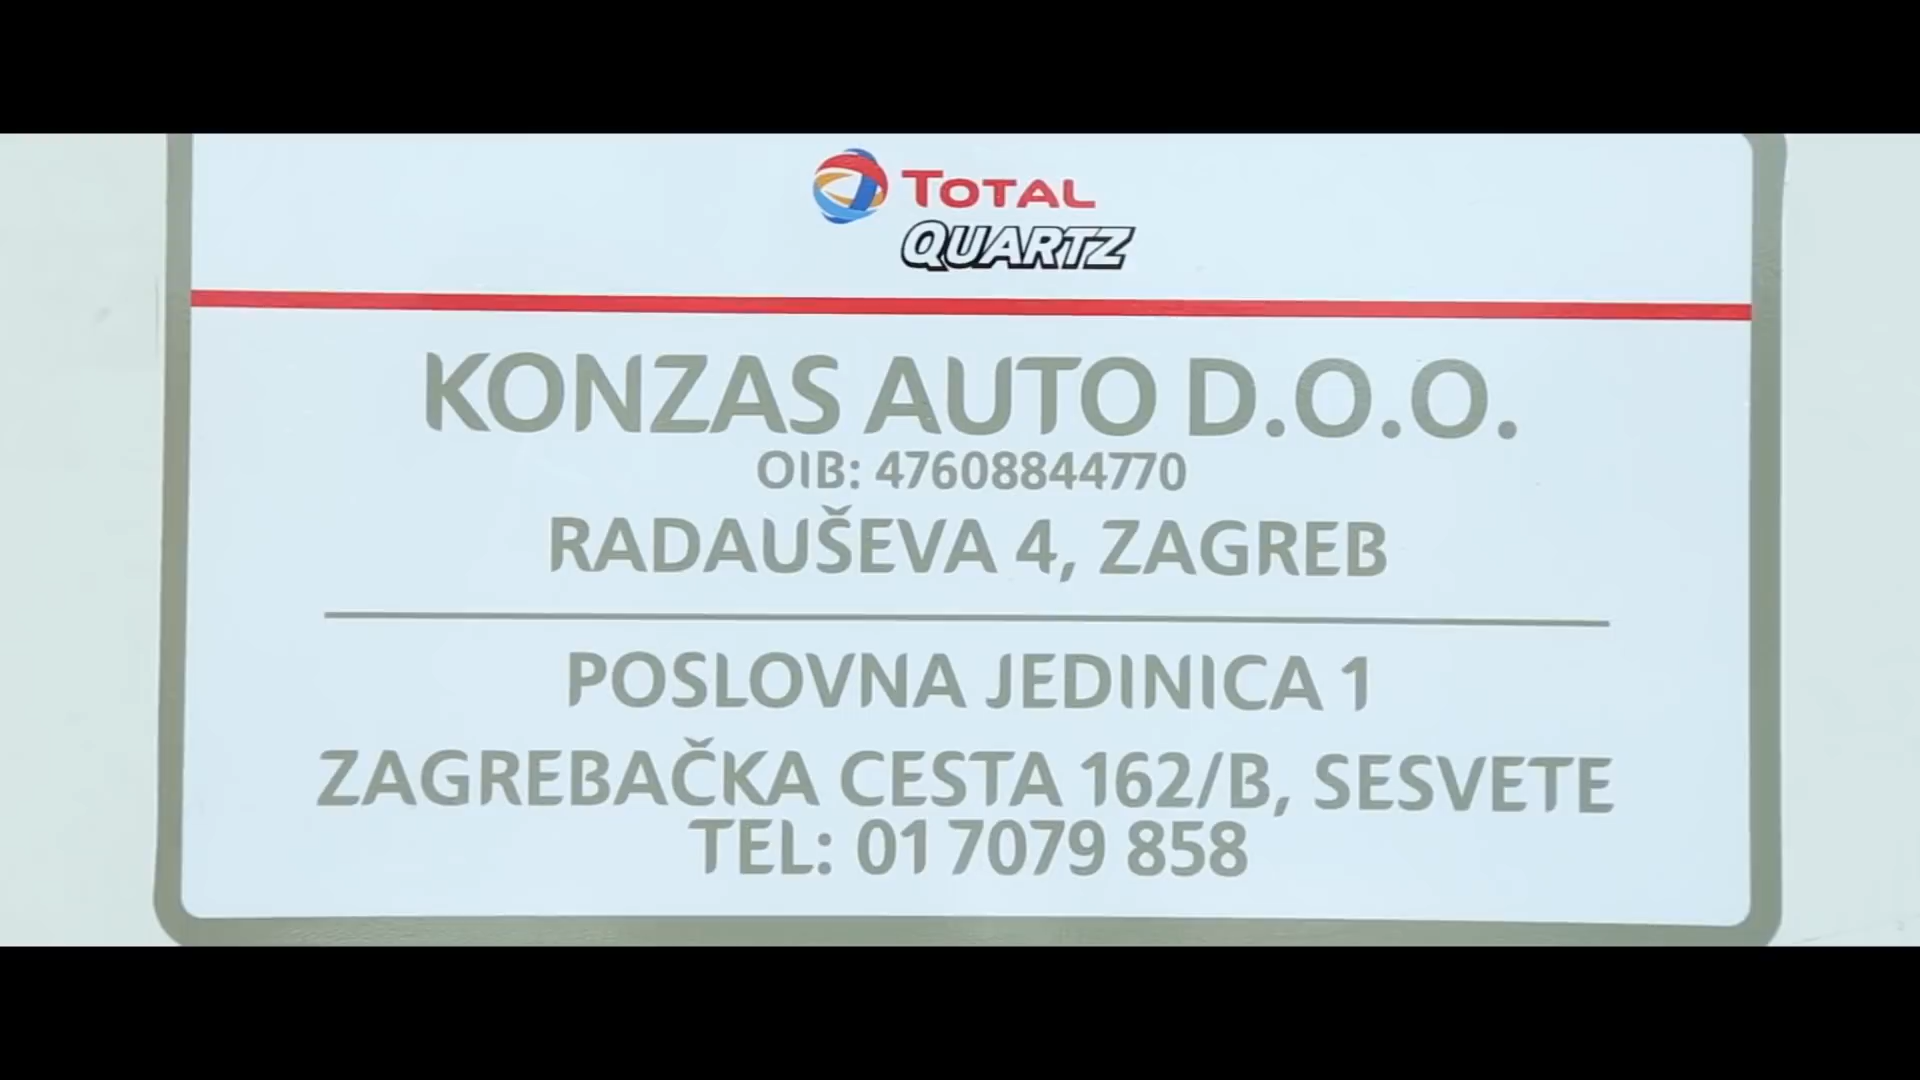 TOTAL
QUARTZ
KONZAS AUTO D.O.O.
OIB: 47608844770
RADAUŠEVA 4, ZAGREB
POSLOVNA JEDINICA 1
ZAGREBAČKA CESTA 162/B, SESVETE
TEL: 01 7079 858